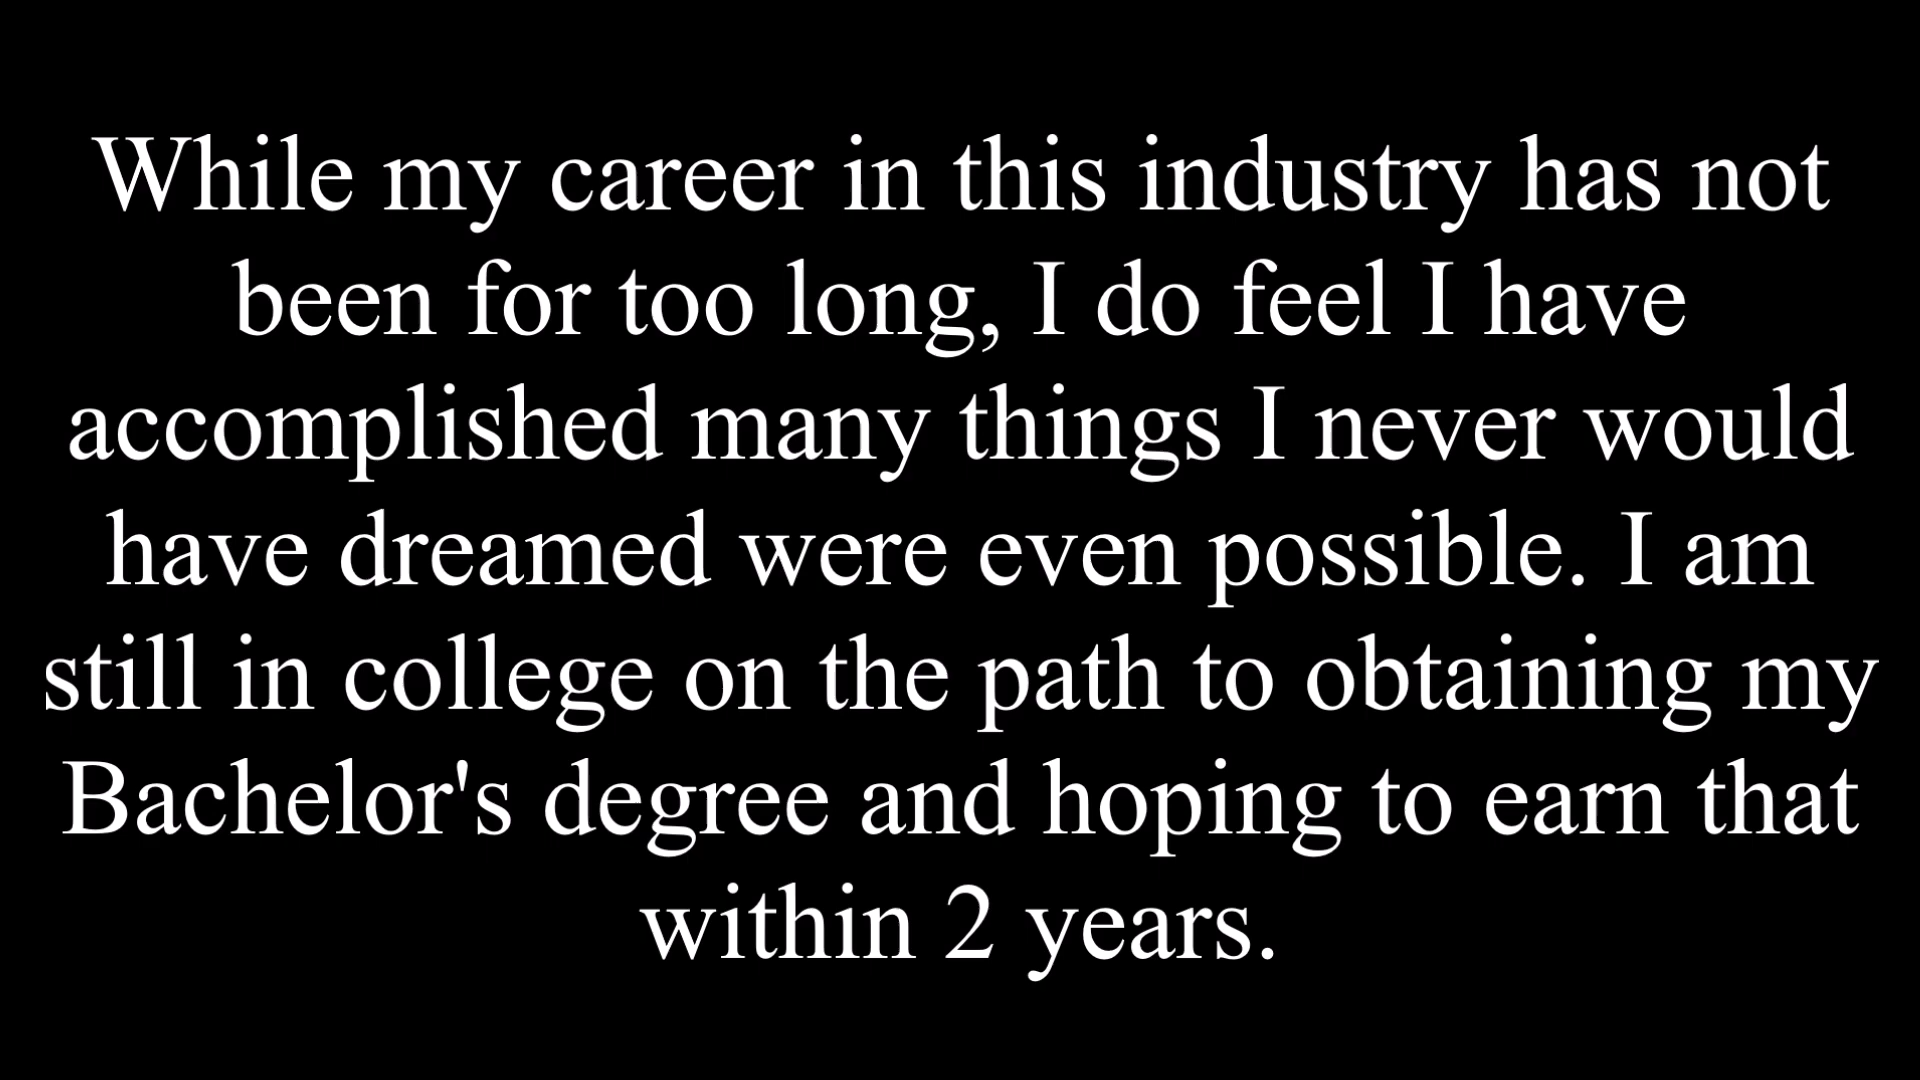 While my career in this industry has not
been for too long, I do feel I have
accomplished many things I never would
have dreamed were even possible. I am
still in college on the path to obtaining my
Bachelor's degree and hoping to earn that
within 2 years.